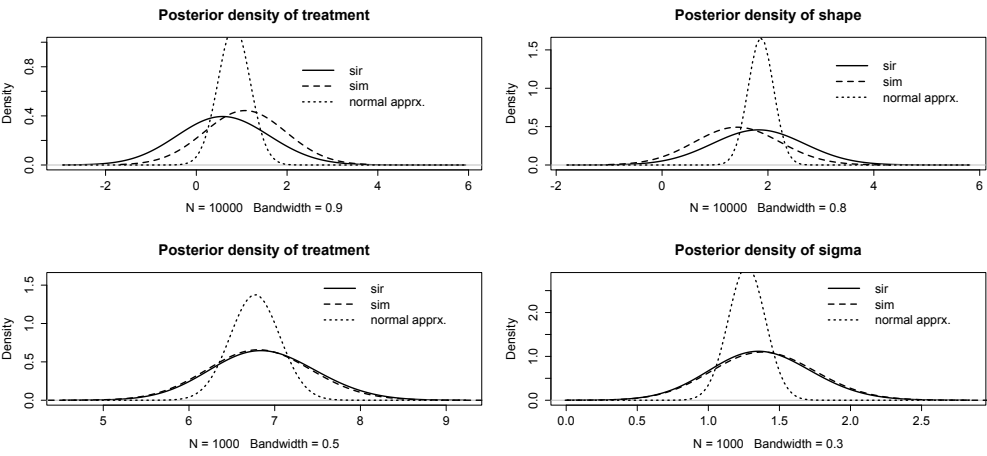 Posterior density of treatment
Density
0.0 0.4 0.8
sir
sim
normal apprx.
-2 0 2 4 6
N = 10000 Bandwidth = 0.9
Posterior density of shape
Density
0.0 0.5 1.0 1.5
sir
sim
normal apprx.
-2 0 2 4 6
N = 10000 Bandwidth = 0.8
Posterior density of treatment
Density
0.0 0.5 1.0 1.5
sir
sim
normal apprx.
5 6 7 8 9
N = 1000 Bandwidth = 0.5
Posterior density of sigma
Density
0.0 1.0 2.0
sir
sim
normal apprx.
0.0 0.5 1.0 1.5 2.0 2.5
N = 1000 Bandwidth = 0.3